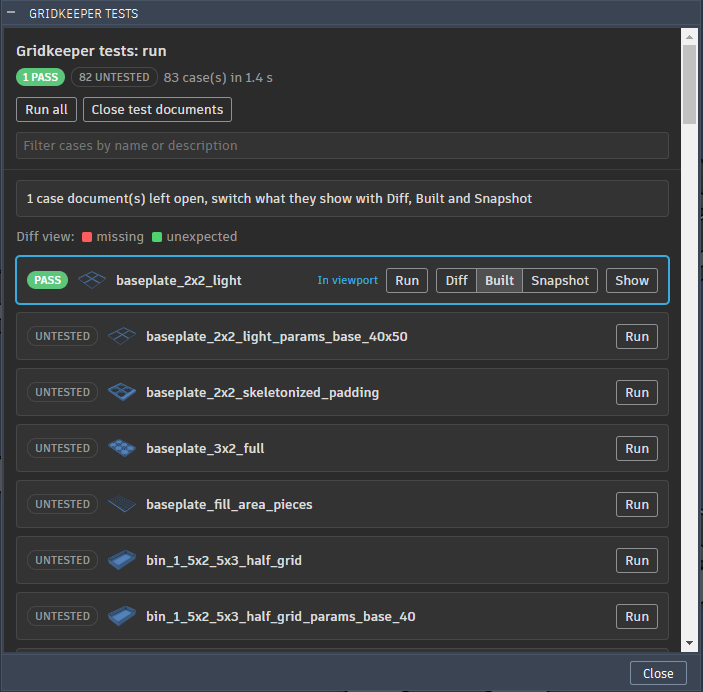 GRIDKEEPER TESTS
Gridkeeper tests: run
1 PASS 82 UNTESTED 83 case(s) in 1.4 s
Run all Close test documents
Filter cases by name or description
1 case document(s) left open, switch what they show with Diff, Built and Snapshot
Diff view: missing unexpected
PASS baseplate_2x2_light In viewport Run Diff Built Snapshot Show
UNTESTED baseplate_2x2_light_params_base_40x50 Run
UNTESTED baseplate_2x2_skeletonized_padding Run
UNTESTED baseplate_3x2_full Run
UNTESTED baseplate_fill_area_pieces Run
UNTESTED bin_1_5x2_5x3_half_grid Run
UNTESTED bin_1_5x2_5x3_half_grid_params_base_40 Run
Close